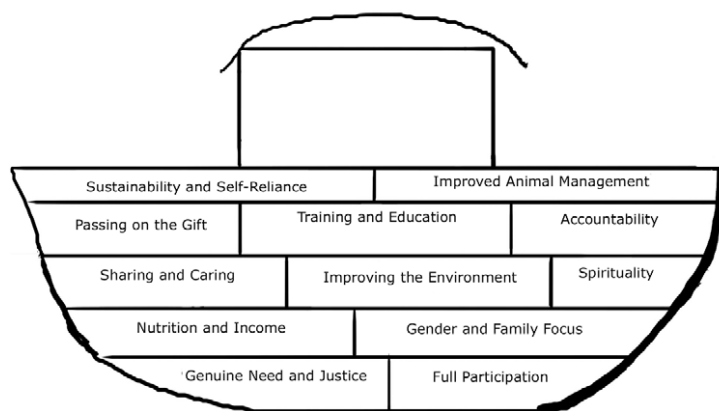 Sustainability and Self-Reliance
Improved Animal Management
Passing on the Gift
Training and Education
Accountability
Sharing and Caring
Improving the Environment
Spirituality
Nutrition and Income
Gender and Family Focus
Genuine Need and Justice
Full Participation